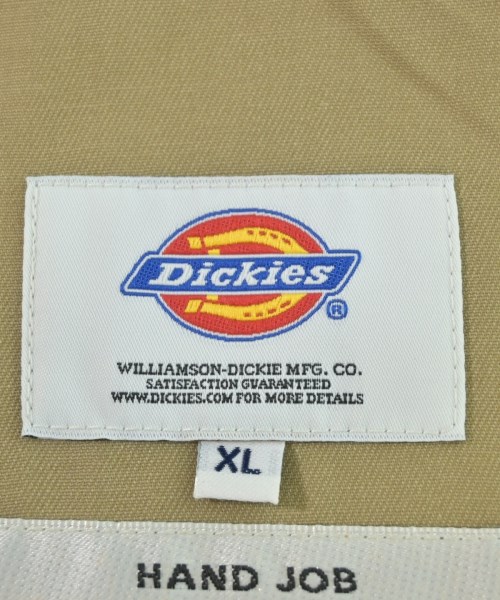 Dickies
®
WILLIAMSON-DICKIE MFG. CO.
SATISFACTION GUARANTEED
WWW.DICKIES.COM FOR MORE DETAILS
XL
HAND JOB